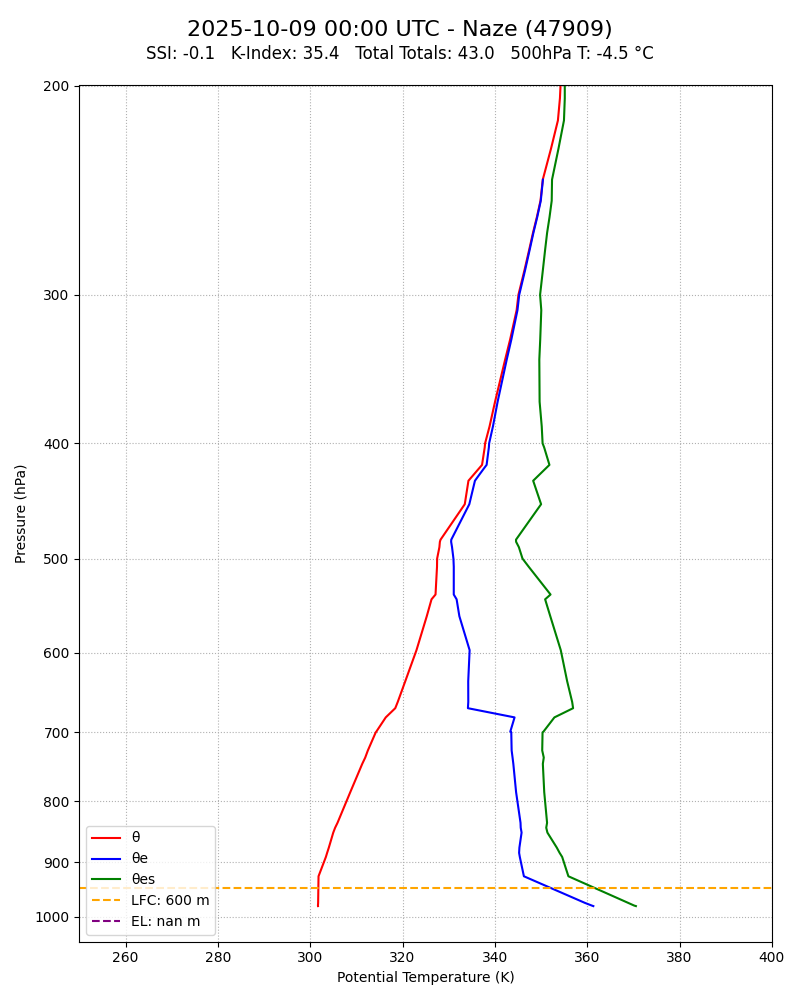 2025-10-09 00:00 UTC - Naze (47909)
SSI: -0.1 K-Index: 35.4 Total Totals: 43.0 500hPa T: -4.5 °C
200
300
400
500
600
700
800
900
1000
Pressure (hPa)
θ
θe
θes
LFC: 600 m
EL: nan m
260 280 300 320 340 360 380 400
Potential Temperature (K)